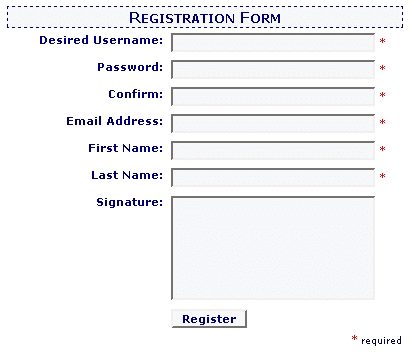 Registration Form
Desired Username: *
Password: *
Confirm: *
Email Address: *
First Name: *
Last Name: *
Signature:
Register
* required